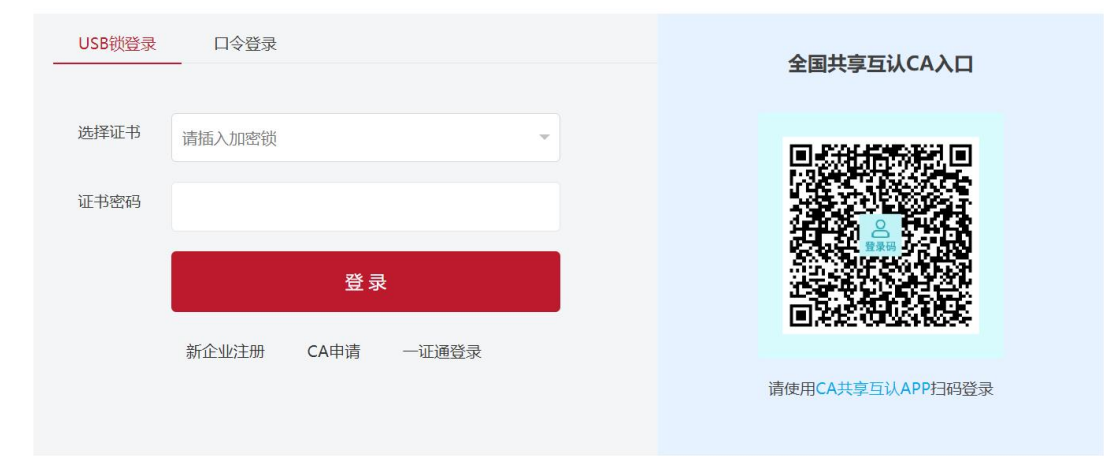 USB锁登录 口令登录
选择证书 请插入加密锁
证书密码
登录
新企业注册 CA申请 一证通登录
全国共享互认CA入口
登录码
请使用CA共享互认APP扫码登录